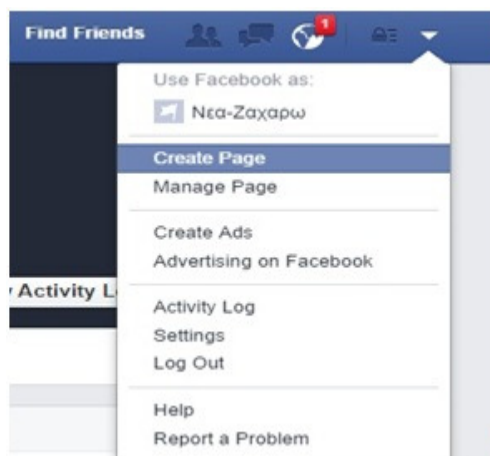 Find Friends
1
Use Facebook as:
Νεα-Ζαχαρω
Create Page
Manage Page
Create Ads
Advertising on Facebook
Activity L
Activity Log
Settings
Log Out
Help
Report a Problem